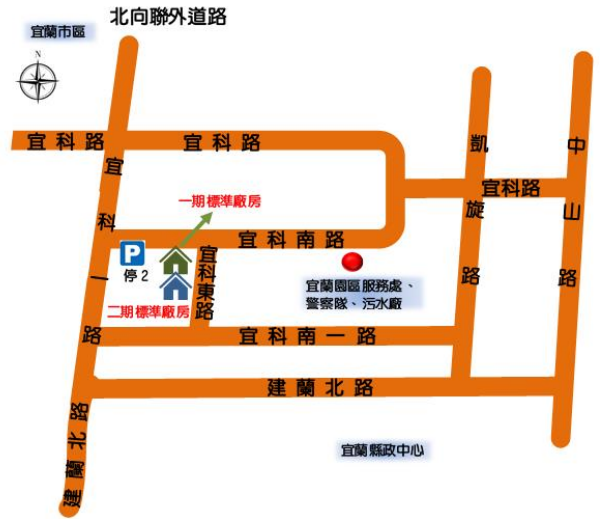 北向聯外道路
宜蘭市區
宜科路
宜科路
宜科一路
凱旋路
中山路
宜科路
一期標準廠房
宜科南路
P
停2
宜科東路
宜蘭園區服務處、
警察隊、污水廠
二期標準廠房
宜科南一路
建蘭北路
建蘭北路
宜蘭縣政中心